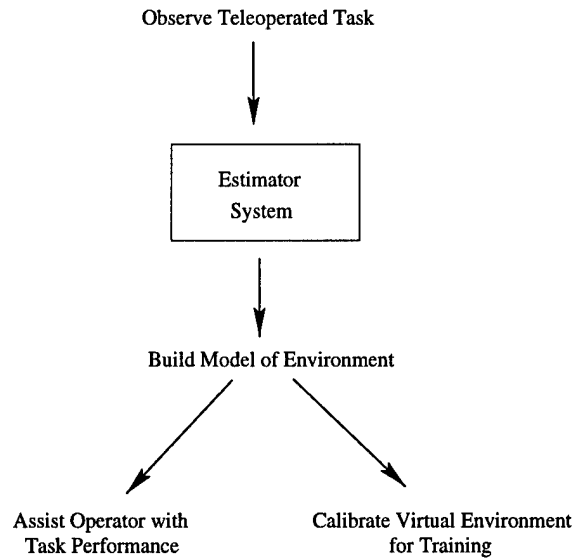 Observe Teleoperated Task
Estimator
System
Build Model of Environment
Assist Operator with
Task Performance
Calibrate Virtual Environment
for Training